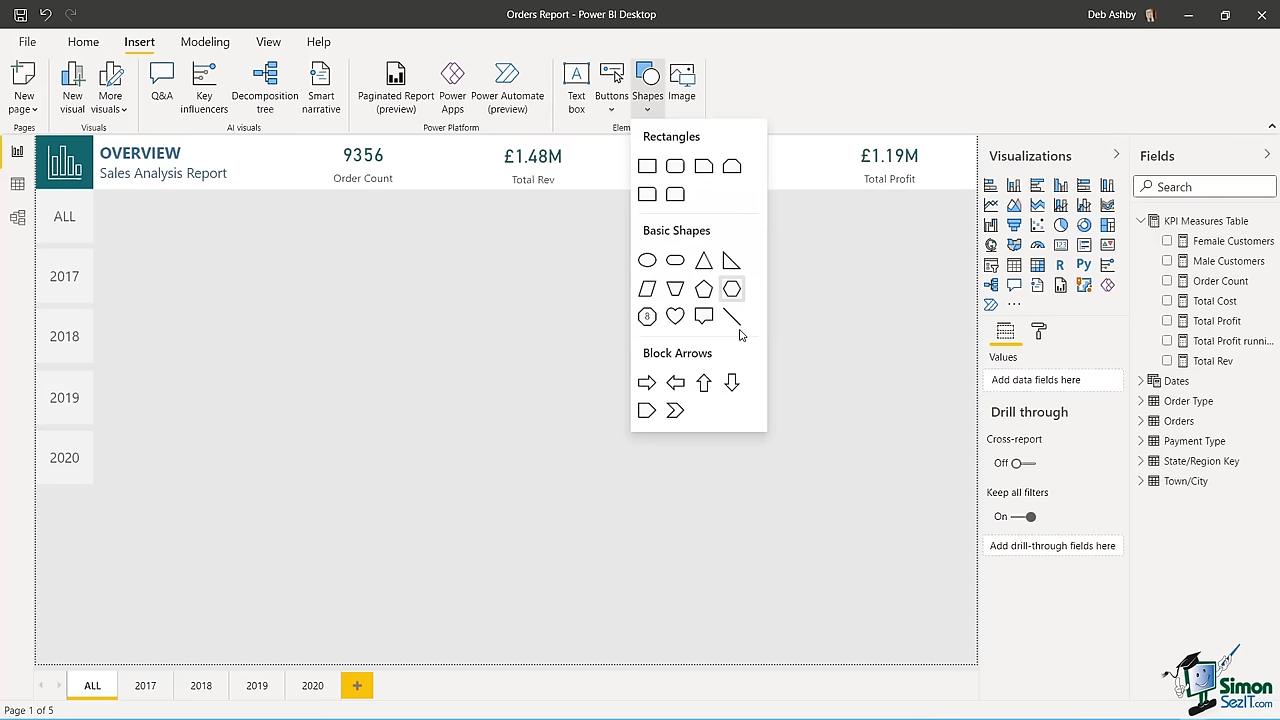 Orders Report - Power BI Desktop
Deb Ashby
File Home Insert Modeling View Help
New page
New visual
More visuals
Q&A
Key influencers
Decomposition tree
Smart narrative
Paginated Report (preview)
Power Apps
Power Automate (preview)
Text box
Buttons
Shapes
Image
Pages
Visuals
AI visuals
Power Platform
Elem
OVERVIEW
Sales Analysis Report
9356
Order Count
£1.48M
Total Rev
£1.19M
Total Profit
ALL
2017
2018
2019
2020
Rectangles
Basic Shapes
8
Block Arrows
Visualizations
R
Py
Values
Add data fields here
Drill through
Cross-report
Off
Keep all filters
On
Add drill-through fields here
Fields
Search
KPI Measures Table
Female Customers
Male Customers
Order Count
Total Cost
Total Profit
Total Profit runni...
Total Rev
Dates
Order Type
Orders
Payment Type
State/Region Key
Town/City
ALL 2017 2018 2019 2020
Page 1 of 5
Simon
SezIT.com